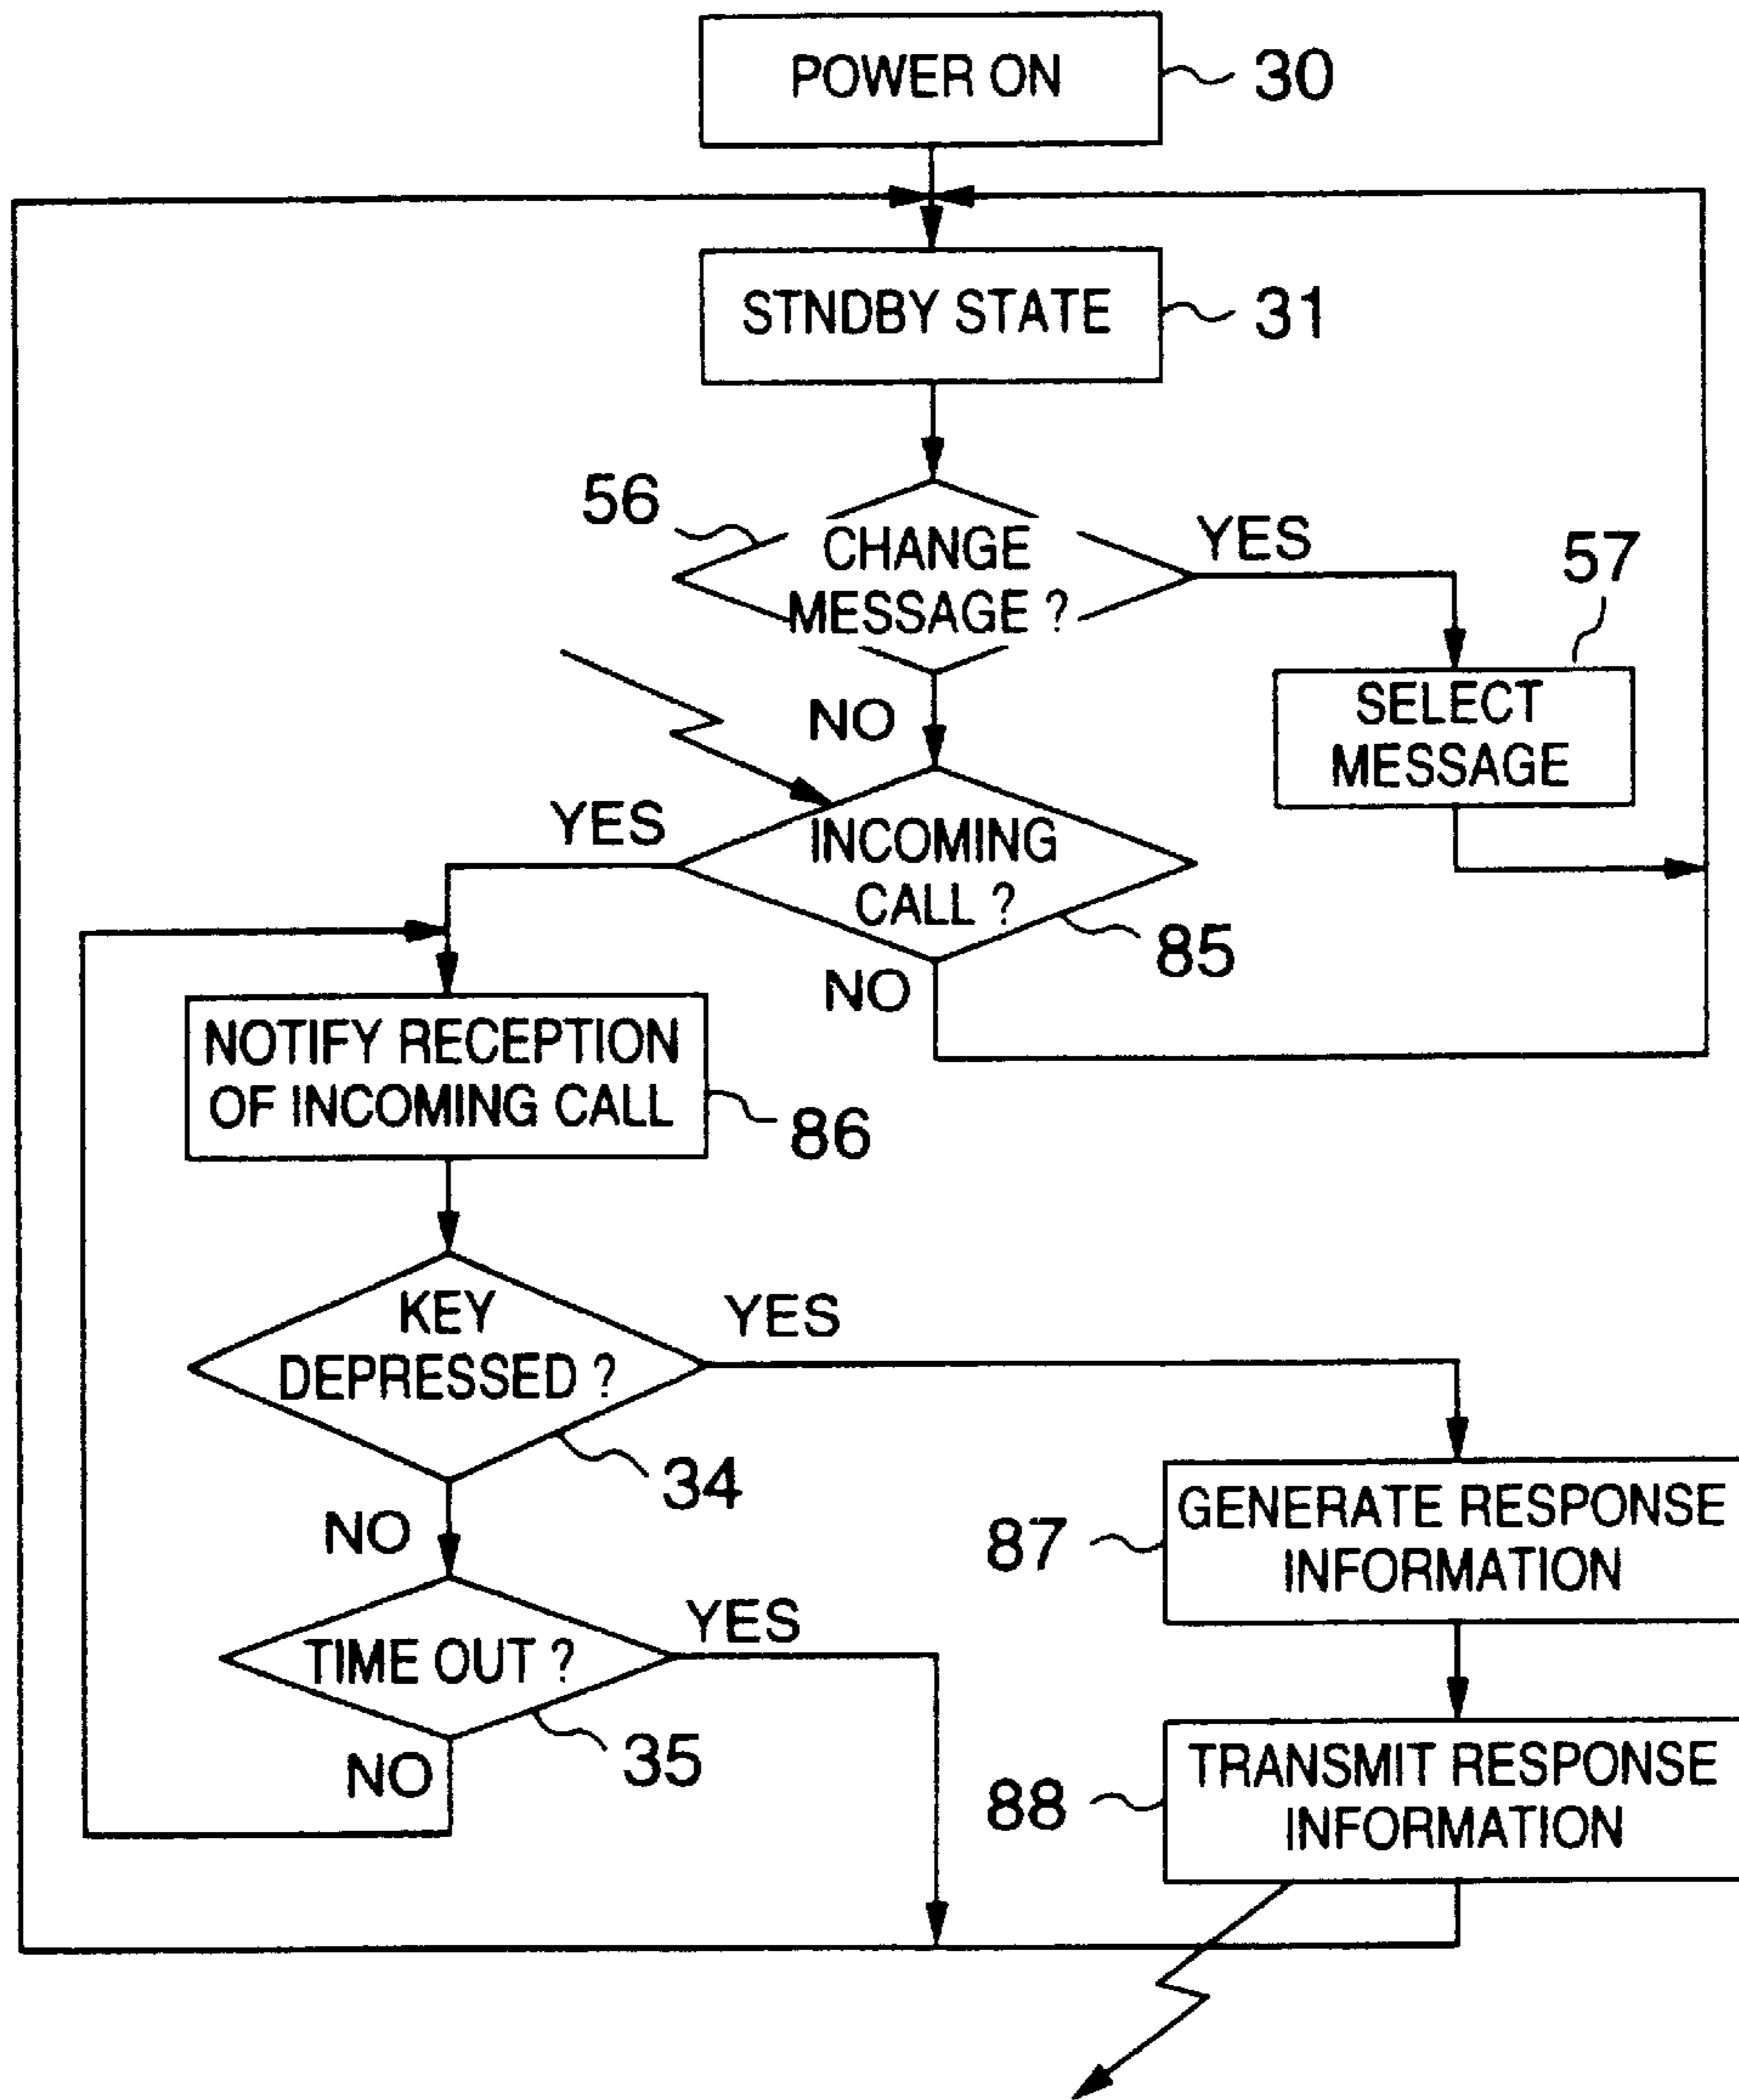 POWER ON
30
STNDBY STATE
31
56
CHANGE
MESSAGE ?
YES
57
SELECT
MESSAGE
NO
YES
INCOMING
CALL ?
85
NO
NOTIFY RECEPTION
OF INCOMING CALL
86
KEY
DEPRESSED ?
YES
34
NO
87
GENERATE RESPONSE
INFORMATION
TIME OUT ?
YES
35
NO
88
TRANSMIT RESPONSE
INFORMATION